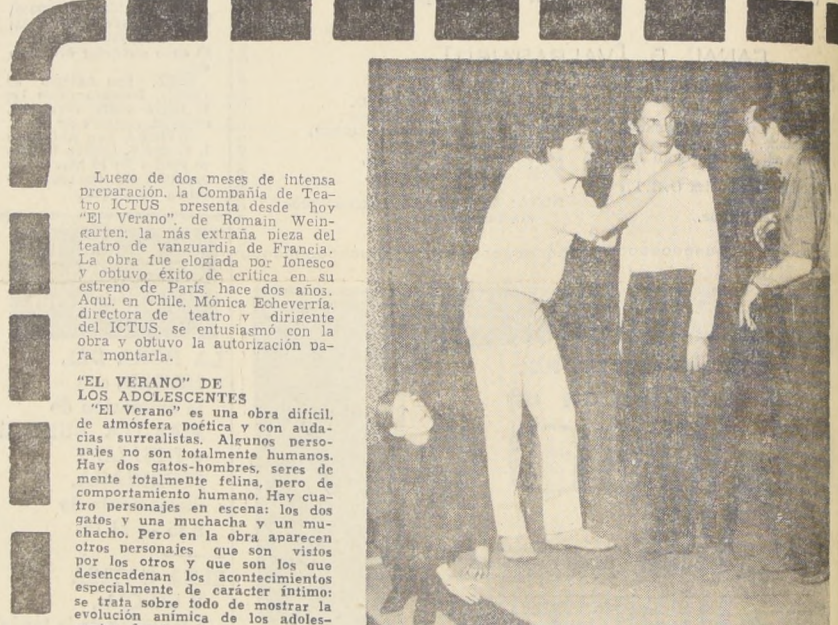 Luego de dos meses de intensa
preparación, la Compañía de Tea-
tro ICTUS presenta desde hoy
"El Verano", de Romain Wein-
garten, la más extraña pieza del
teatro de vanguardia de Francia.
La obra fue elogiada por Ionesco
y obtuvo éxito de crítica en su
estreno de París hace dos años.
Aquí, en Chile, Mónica Echeverría,
directora de teatro y dirigente
del ICTUS, se entusiasmó con la
obra y obtuvo la autorización pa-
ra montarla.
"EL VERANO" DE
LOS ADOLESCENTES
"El Verano" es una obra difícil,
de atmósfera poética y con auda-
cias surrealistas. Algunos perso-
najes no son totalmente humanos.
Hay dos gatos-hombres, seres de
mente totalmente felina, pero de
comportamiento humano. Hay cua-
tro personajes en escena: los dos
gatos y una muchacha y un mu-
chacho. Pero en la obra aparecen
otros personajes que son vistos
por los otros y que son los que
desencadenan los acontecimientos
especialmente de carácter íntimo:
se trata sobre todo de mostrar la
evolución anímica de los adoles-